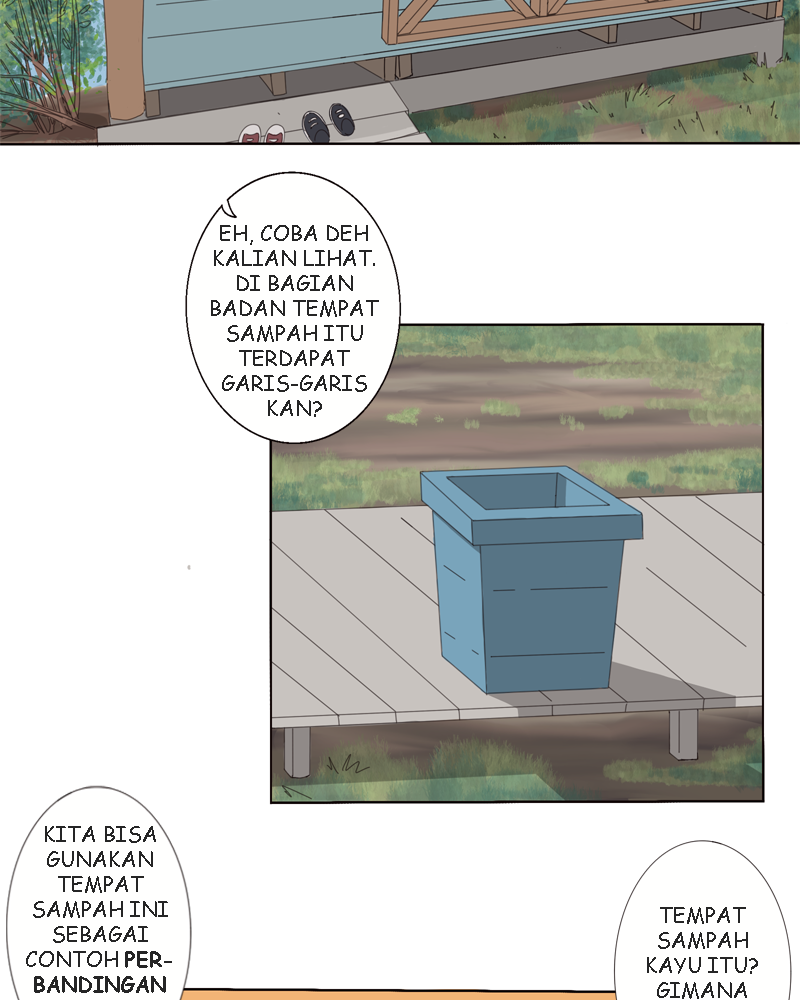 EH, COBA DEH
KALIAN LIHAT.
DI BAGIAN
BADAN TEMPAT
SAMPAH ITU
TERDAPAT
GARIS-GARIS
KAN?
KITA BISA
GUNAKAN
TEMPAT
SAMPAH INI
SEBAGAI
CONTOH PER-
BANDINGAN
TEMPAT
SAMPAH
KAYU ITU?
GIMANA